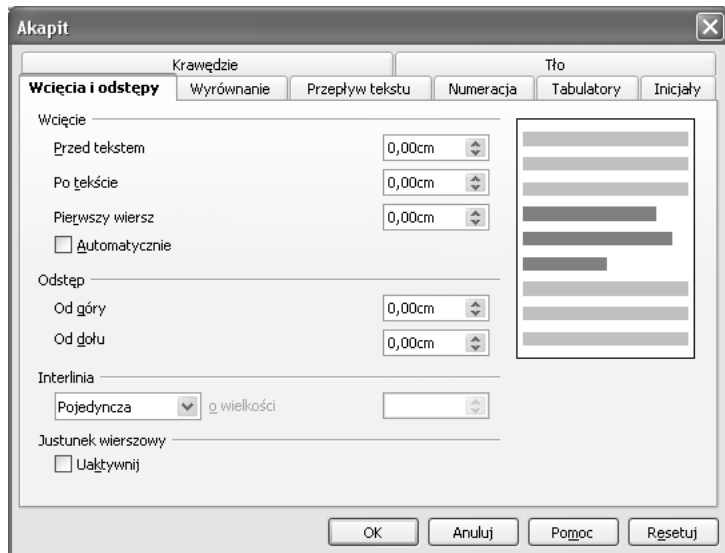 Akapit
Krawędzie Tło
Wcięcia i odstępy Wyrównanie Przepływ tekstu Numeracja Tabulatory Inicjały
Wcięcie
Przed tekstem 0,00cm
Po tekście 0,00cm
Pierwszy wiersz 0,00cm
Automatycznie
Odstęp
Od góry 0,00cm
Od dołu 0,00cm
Interlinia
Pojedyncza o wielkości
Justunek wierszowy
Uaktywnij
OK Anuluj Pomoc Resetuj